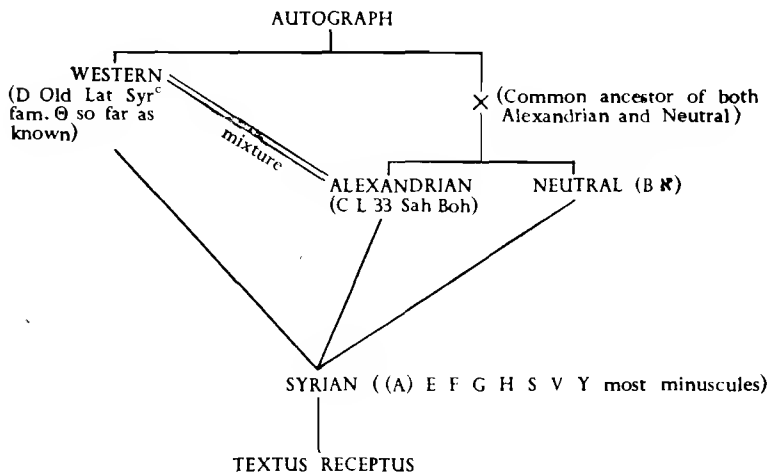 AUTOGRAPH
WESTERN
(D Old Lat Syrᶜ
fam. Θ so far as
known)
× (Common ancestor of both
Alexandrian and Neutral)
mixture
ALEXANDRIAN
(C L 33 Sah Boh)
NEUTRAL (B ℵ)
SYRIAN ((A) E F G H S V Y most minuscules)
TEXTUS RECEPTUS